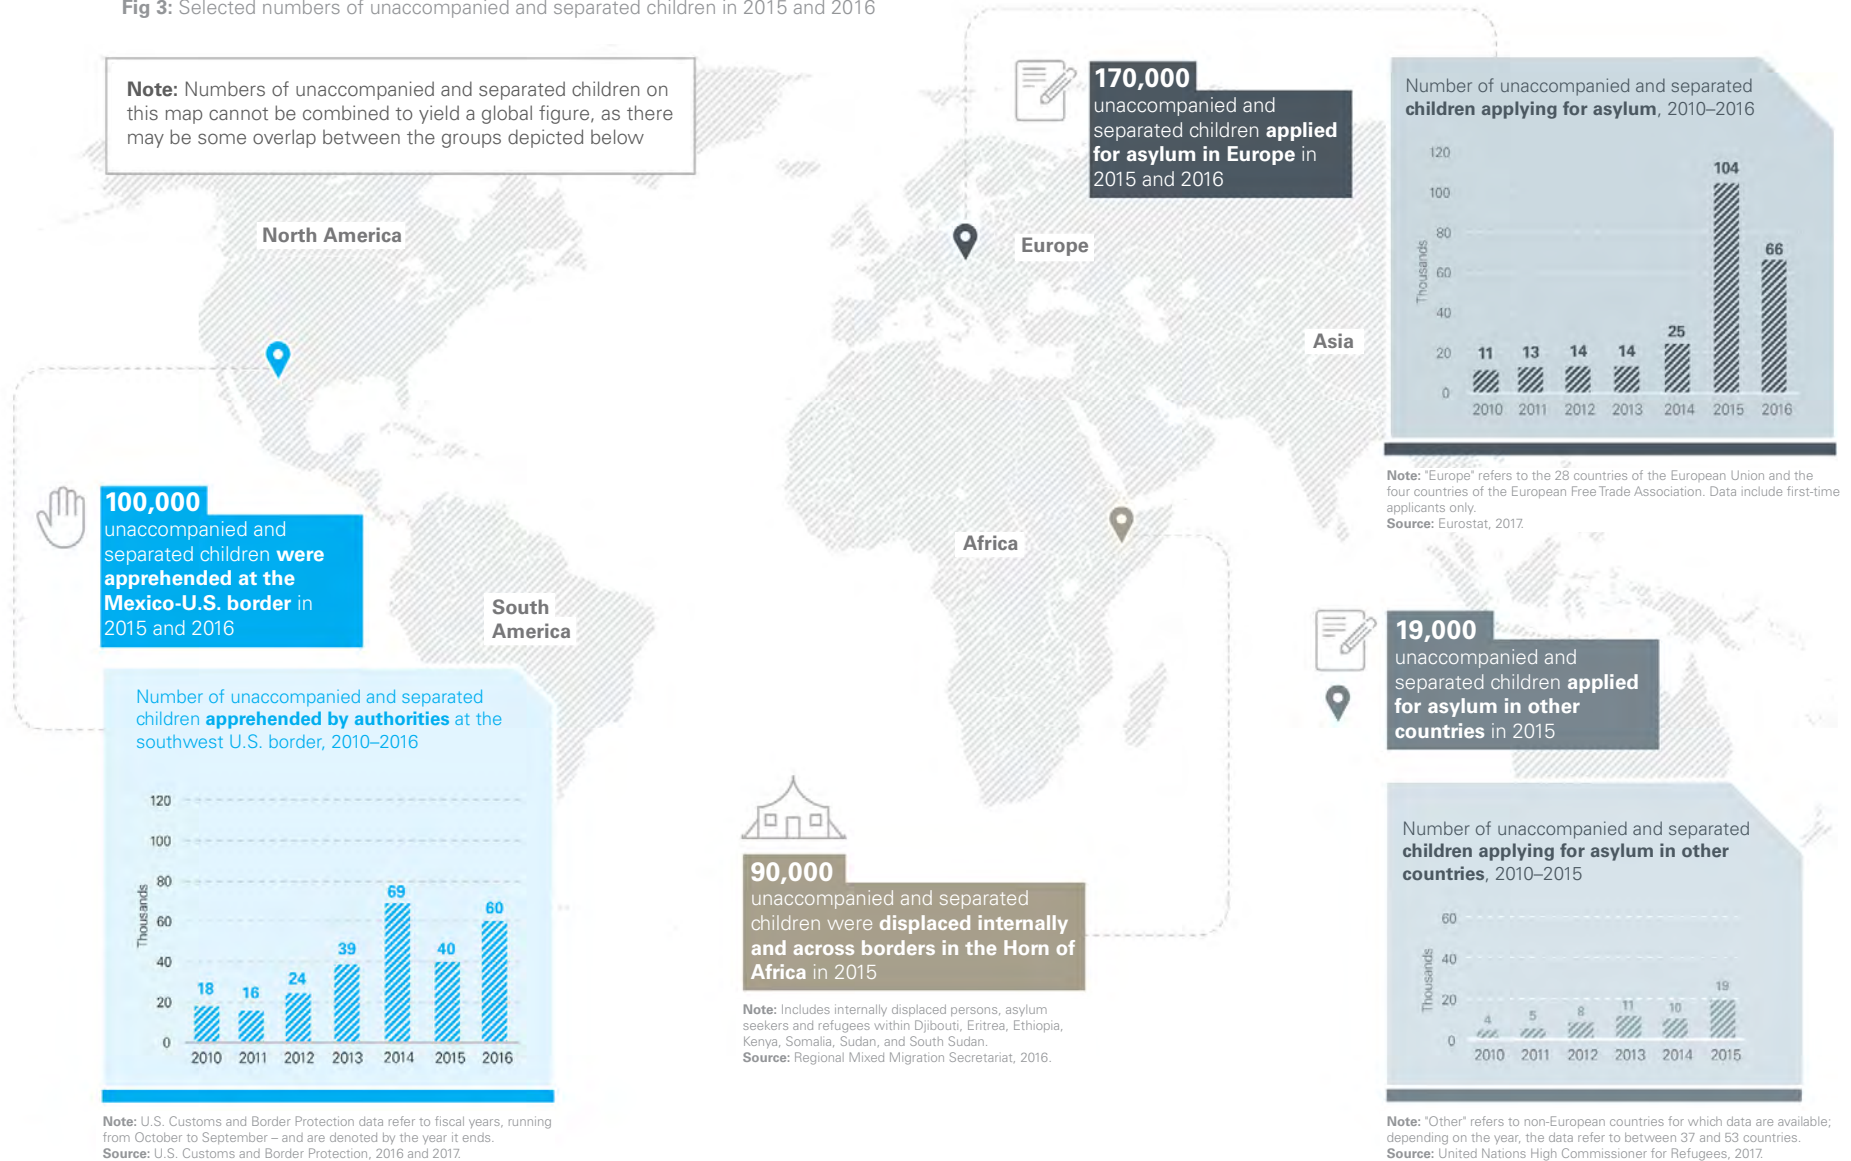 Fig 3: Selected numbers of unaccompanied and separated children in 2015 and 2016
Note: Numbers of unaccompanied and separated children on
this map cannot be combined to yield a global figure, as there
may be some overlap between the groups depicted below
North America
Europe
Asia
Africa
South
America
170,000
unaccompanied and
separated children applied
for asylum in Europe in
2015 and 2016
Number of unaccompanied and separated
children applying for asylum, 2010–2016
Thousands
120
100
80
60
40
20
0
11
13
14
14
25
104
66
2010 2011 2012 2013 2014 2015 2016
Note: "Europe" refers to the 28 countries of the European Union and the
four countries of the European Free Trade Association. Data include first-time
applicants only.
Source: Eurostat, 2017.
100,000
unaccompanied and
separated children were
apprehended at the
Mexico-U.S. border in
2015 and 2016
Number of unaccompanied and separated
children apprehended by authorities at the
southwest U.S. border, 2010–2016
Thousands
120
100
80
60
40
20
0
18
16
24
39
69
40
60
2010 2011 2012 2013 2014 2015 2016
Note: U.S. Customs and Border Protection data refer to fiscal years, running
from October to September – and are denoted by the year it ends.
Source: U.S. Customs and Border Protection, 2016 and 2017.
90,000
unaccompanied and separated
children were displaced internally
and across borders in the Horn of
Africa in 2015
Note: Includes internally displaced persons, asylum
seekers and refugees within Djibouti, Eritrea, Ethiopia,
Kenya, Somalia, Sudan, and South Sudan.
Source: Regional Mixed Migration Secretariat, 2016.
19,000
unaccompanied and
separated children applied
for asylum in other
countries in 2015
Number of unaccompanied and separated
children applying for asylum in other
countries, 2010–2015
Thousands
60
40
20
0
4
5
8
11
10
19
2010 2011 2012 2013 2014 2015
Note: "Other" refers to non-European countries for which data are available;
depending on the year, the data refer to between 37 and 53 countries.
Source: United Nations High Commissioner for Refugees, 2017.